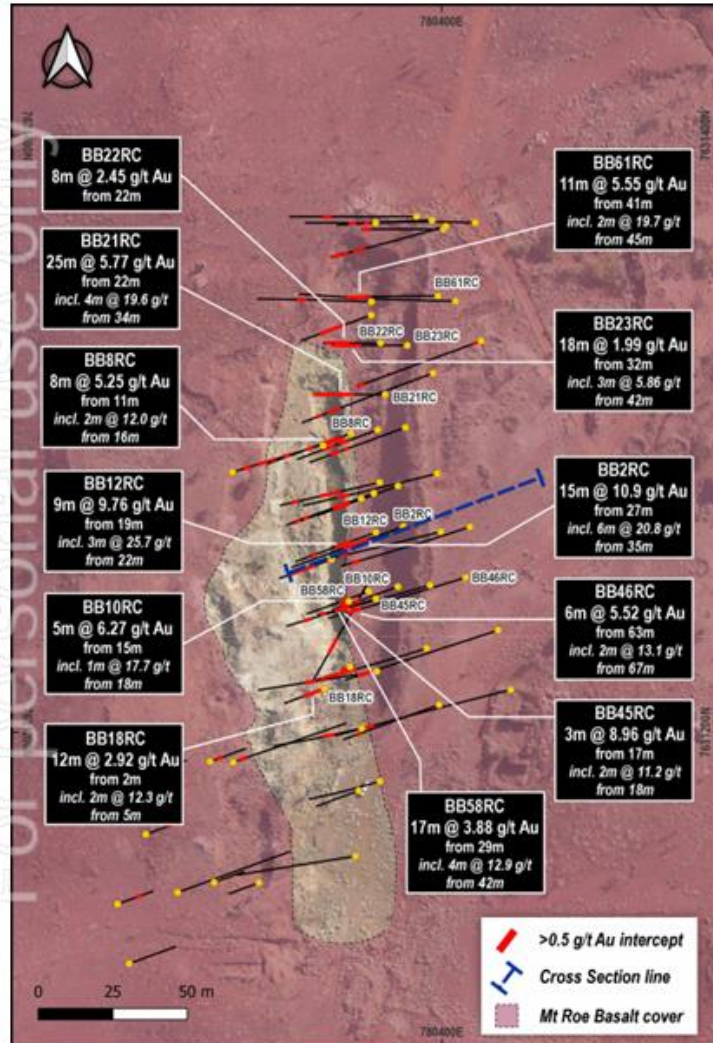 780400E
7631400N
For personal use only
BB22RC
8m @ 2.45 g/t Au
from 22m
BB21RC
25m @ 5.77 g/t Au
from 22m
incl. 4m @ 19.6 g/t
from 34m
BB8RC
8m @ 5.25 g/t Au
from 11m
incl. 2m @ 12.0 g/t
from 16m
BB12RC
9m @ 9.76 g/t Au
from 19m
incl. 3m @ 25.7 g/t
from 22m
BB10RC
5m @ 6.27 g/t Au
from 15m
incl. 1m @ 17.7 g/t
from 18m
BB18RC
12m @ 2.92 g/t Au
from 2m
incl. 2m @ 12.3 g/t
from 5m
BB61RC
11m @ 5.55 g/t Au
from 41m
incl. 2m @ 19.7 g/t
from 45m
BB23RC
18m @ 1.99 g/t Au
from 32m
incl. 3m @ 5.86 g/t
from 42m
BB2RC
15m @ 10.9 g/t Au
from 27m
incl. 6m @ 20.8 g/t
from 35m
BB46RC
6m @ 5.52 g/t Au
from 63m
incl. 2m @ 13.1 g/t
from 67m
BB45RC
3m @ 8.96 g/t Au
from 17m
incl. 2m @ 11.2 g/t
from 18m
BB58RC
17m @ 3.88 g/t Au
from 29m
incl. 4m @ 12.9 g/t
from 42m
BB61RC
BB22RC
BB23RC
BB21RC
BB8RC
BB2RC
BB12RC
BB10RC
BB46RC
BB58RC
BB45RC
BB18RC
7631200N
>0.5 g/t Au intercept
Cross Section line
Mt Roe Basalt cover
0 25 50 m
780400E